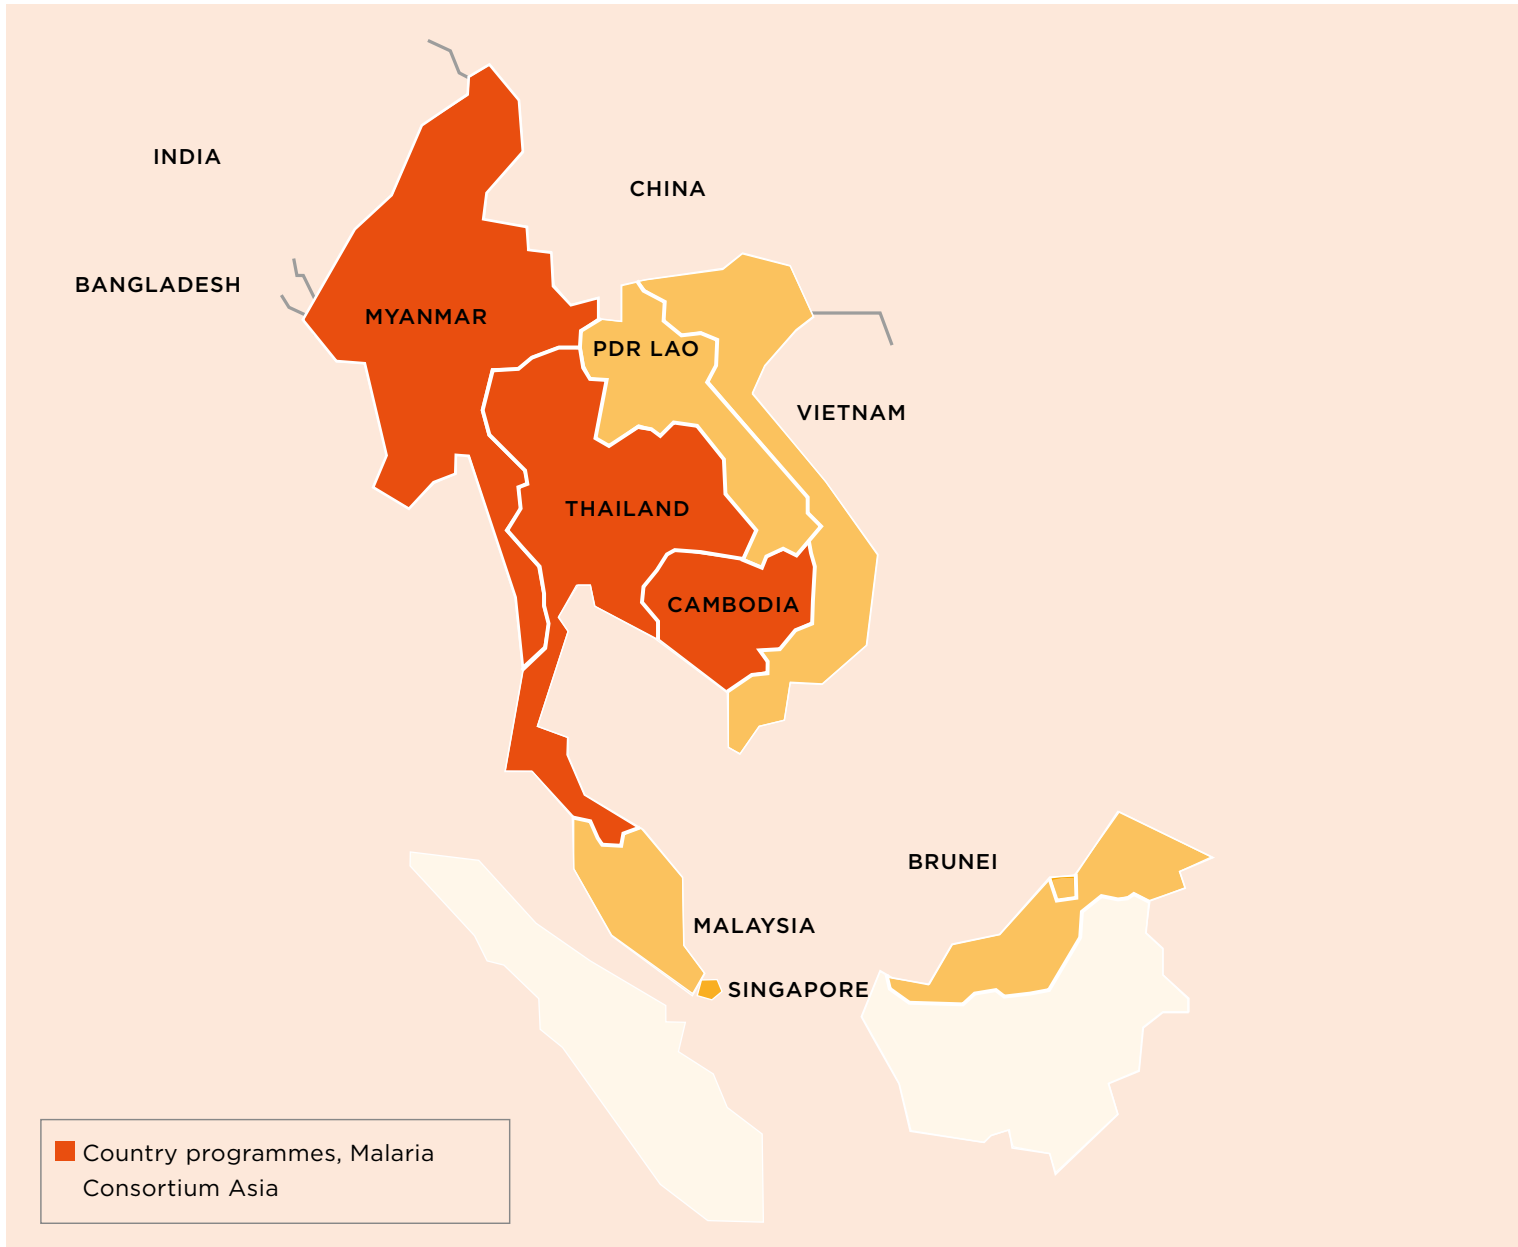 INDIA
CHINA
BANGLADESH
MYANMAR
PDR LAO
VIETNAM
THAILAND
CAMBODIA
BRUNEI
MALAYSIA
SINGAPORE
Country programmes, Malaria
Consortium Asia